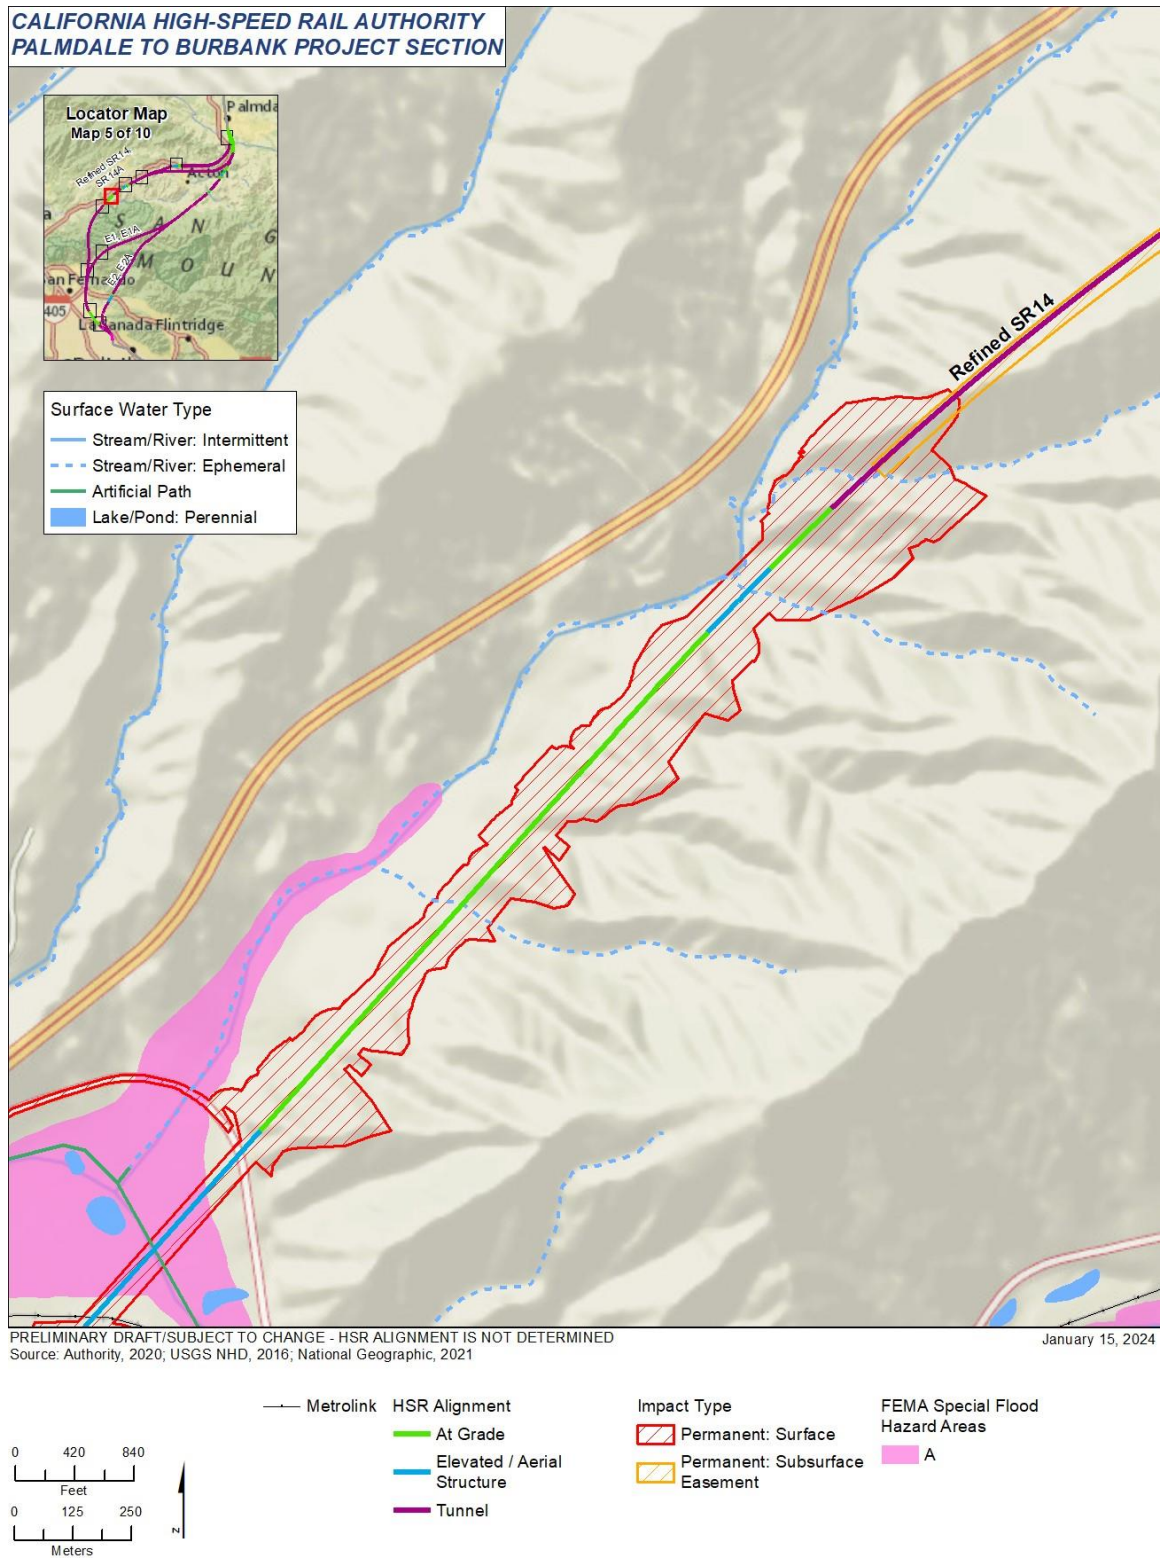 CALIFORNIA HIGH-SPEED RAIL AUTHORITY
PALMDALE TO BURBANK PROJECT SECTION
Locator Map
Map 5 of 10
Palmda
Refined SR14
SR14A
Acton
a
S A N
G
E1, E1A
M O U N
E2, E2A
an Fernando
405
La Canada Flintridge
Surface Water Type
Stream/River: Intermittent
Stream/River: Ephemeral
Artificial Path
Lake/Pond: Perennial
Refined SR14
PRELIMINARY DRAFT/SUBJECT TO CHANGE - HSR ALIGNMENT IS NOT DETERMINED
January 15, 2024
Source: Authority, 2020; USGS NHD, 2016; National Geographic, 2021
Metrolink
HSR Alignment
At Grade
Elevated / Aerial
Structure
Tunnel
Impact Type
Permanent: Surface
Permanent: Subsurface
Easement
FEMA Special Flood
Hazard Areas
A
0 420 840
Feet
0 125 250
Meters
N